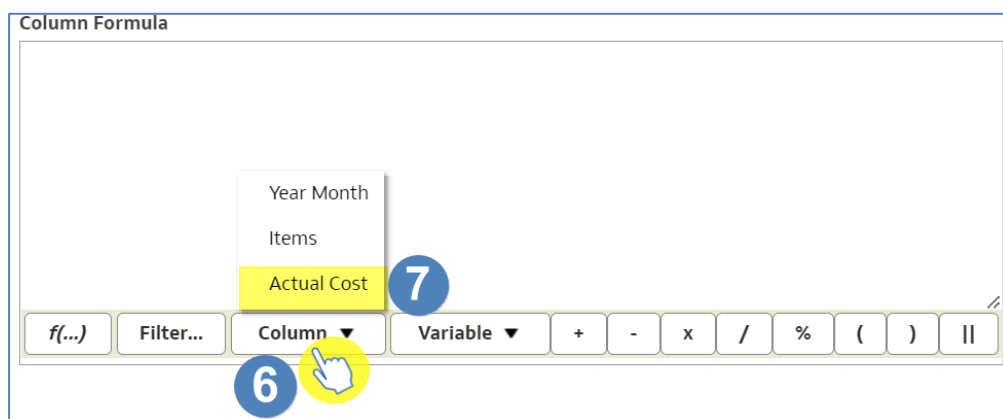 Column Formula
Year Month
Items
Actual Cost 7
f(...) Filter... Column ▼ Variable ▼ + - x / % ( ) ||
6